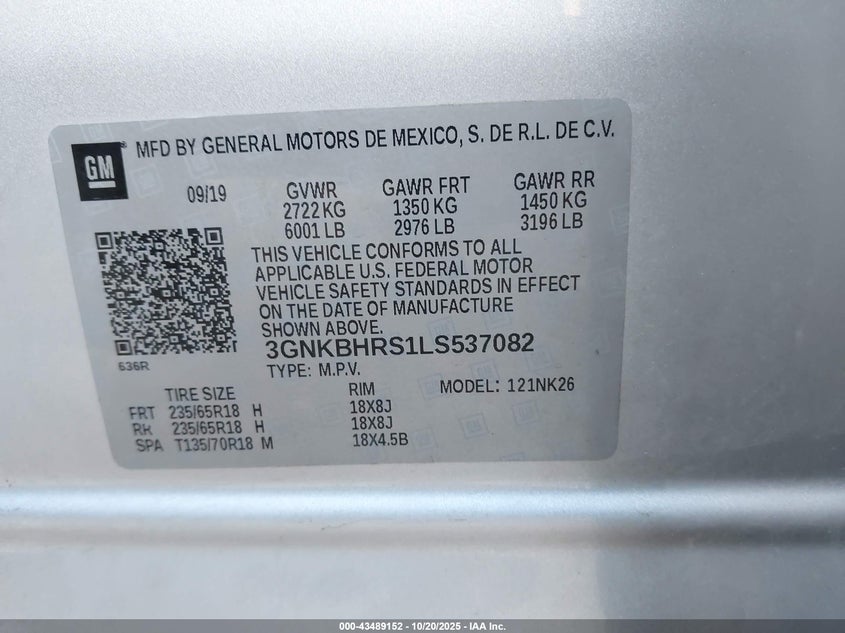 GM
MFD BY GENERAL MOTORS DE MEXICO, S. DE R.L. DE C.V.
09/19 GVWR GAWR FRT GAWR RR
2722 KG 1350 KG 1450 KG
6001 LB 2976 LB 3196 LB
THIS VEHICLE CONFORMS TO ALL
APPLICABLE U.S. FEDERAL MOTOR
VEHICLE SAFETY STANDARDS IN EFFECT
ON THE DATE OF MANUFACTURE
SHOWN ABOVE.
3GNKBHRS1LS537082
636R
TYPE: M.P.V.
TIRE SIZE RIM MODEL: 121NK26
FRT 235/65R18 H 18X8J
RR 235/65R18 H 18X8J
SPA T135/70R18 M 18X4.5B
000-43489152 - 10/20/2025 - IAA Inc.